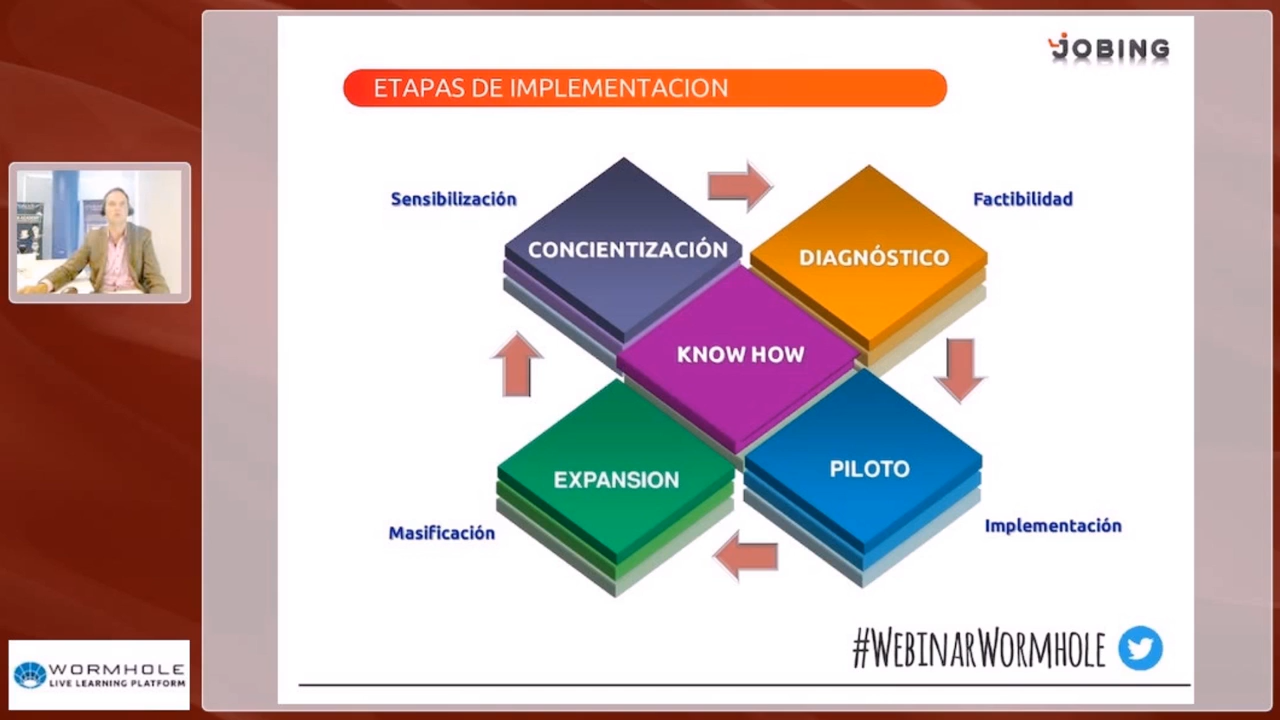 JOBING
ETAPAS DE IMPLEMENTACION
Sensibilización
CONCIENTIZACIÓN
DIAGNÓSTICO
Factibilidad
KNOW HOW
EXPANSION
PILOTO
Masificación
Implementación
#WEBINARWORMHOLE
WORMHOLE
LIVE LEARNING PLATFORM